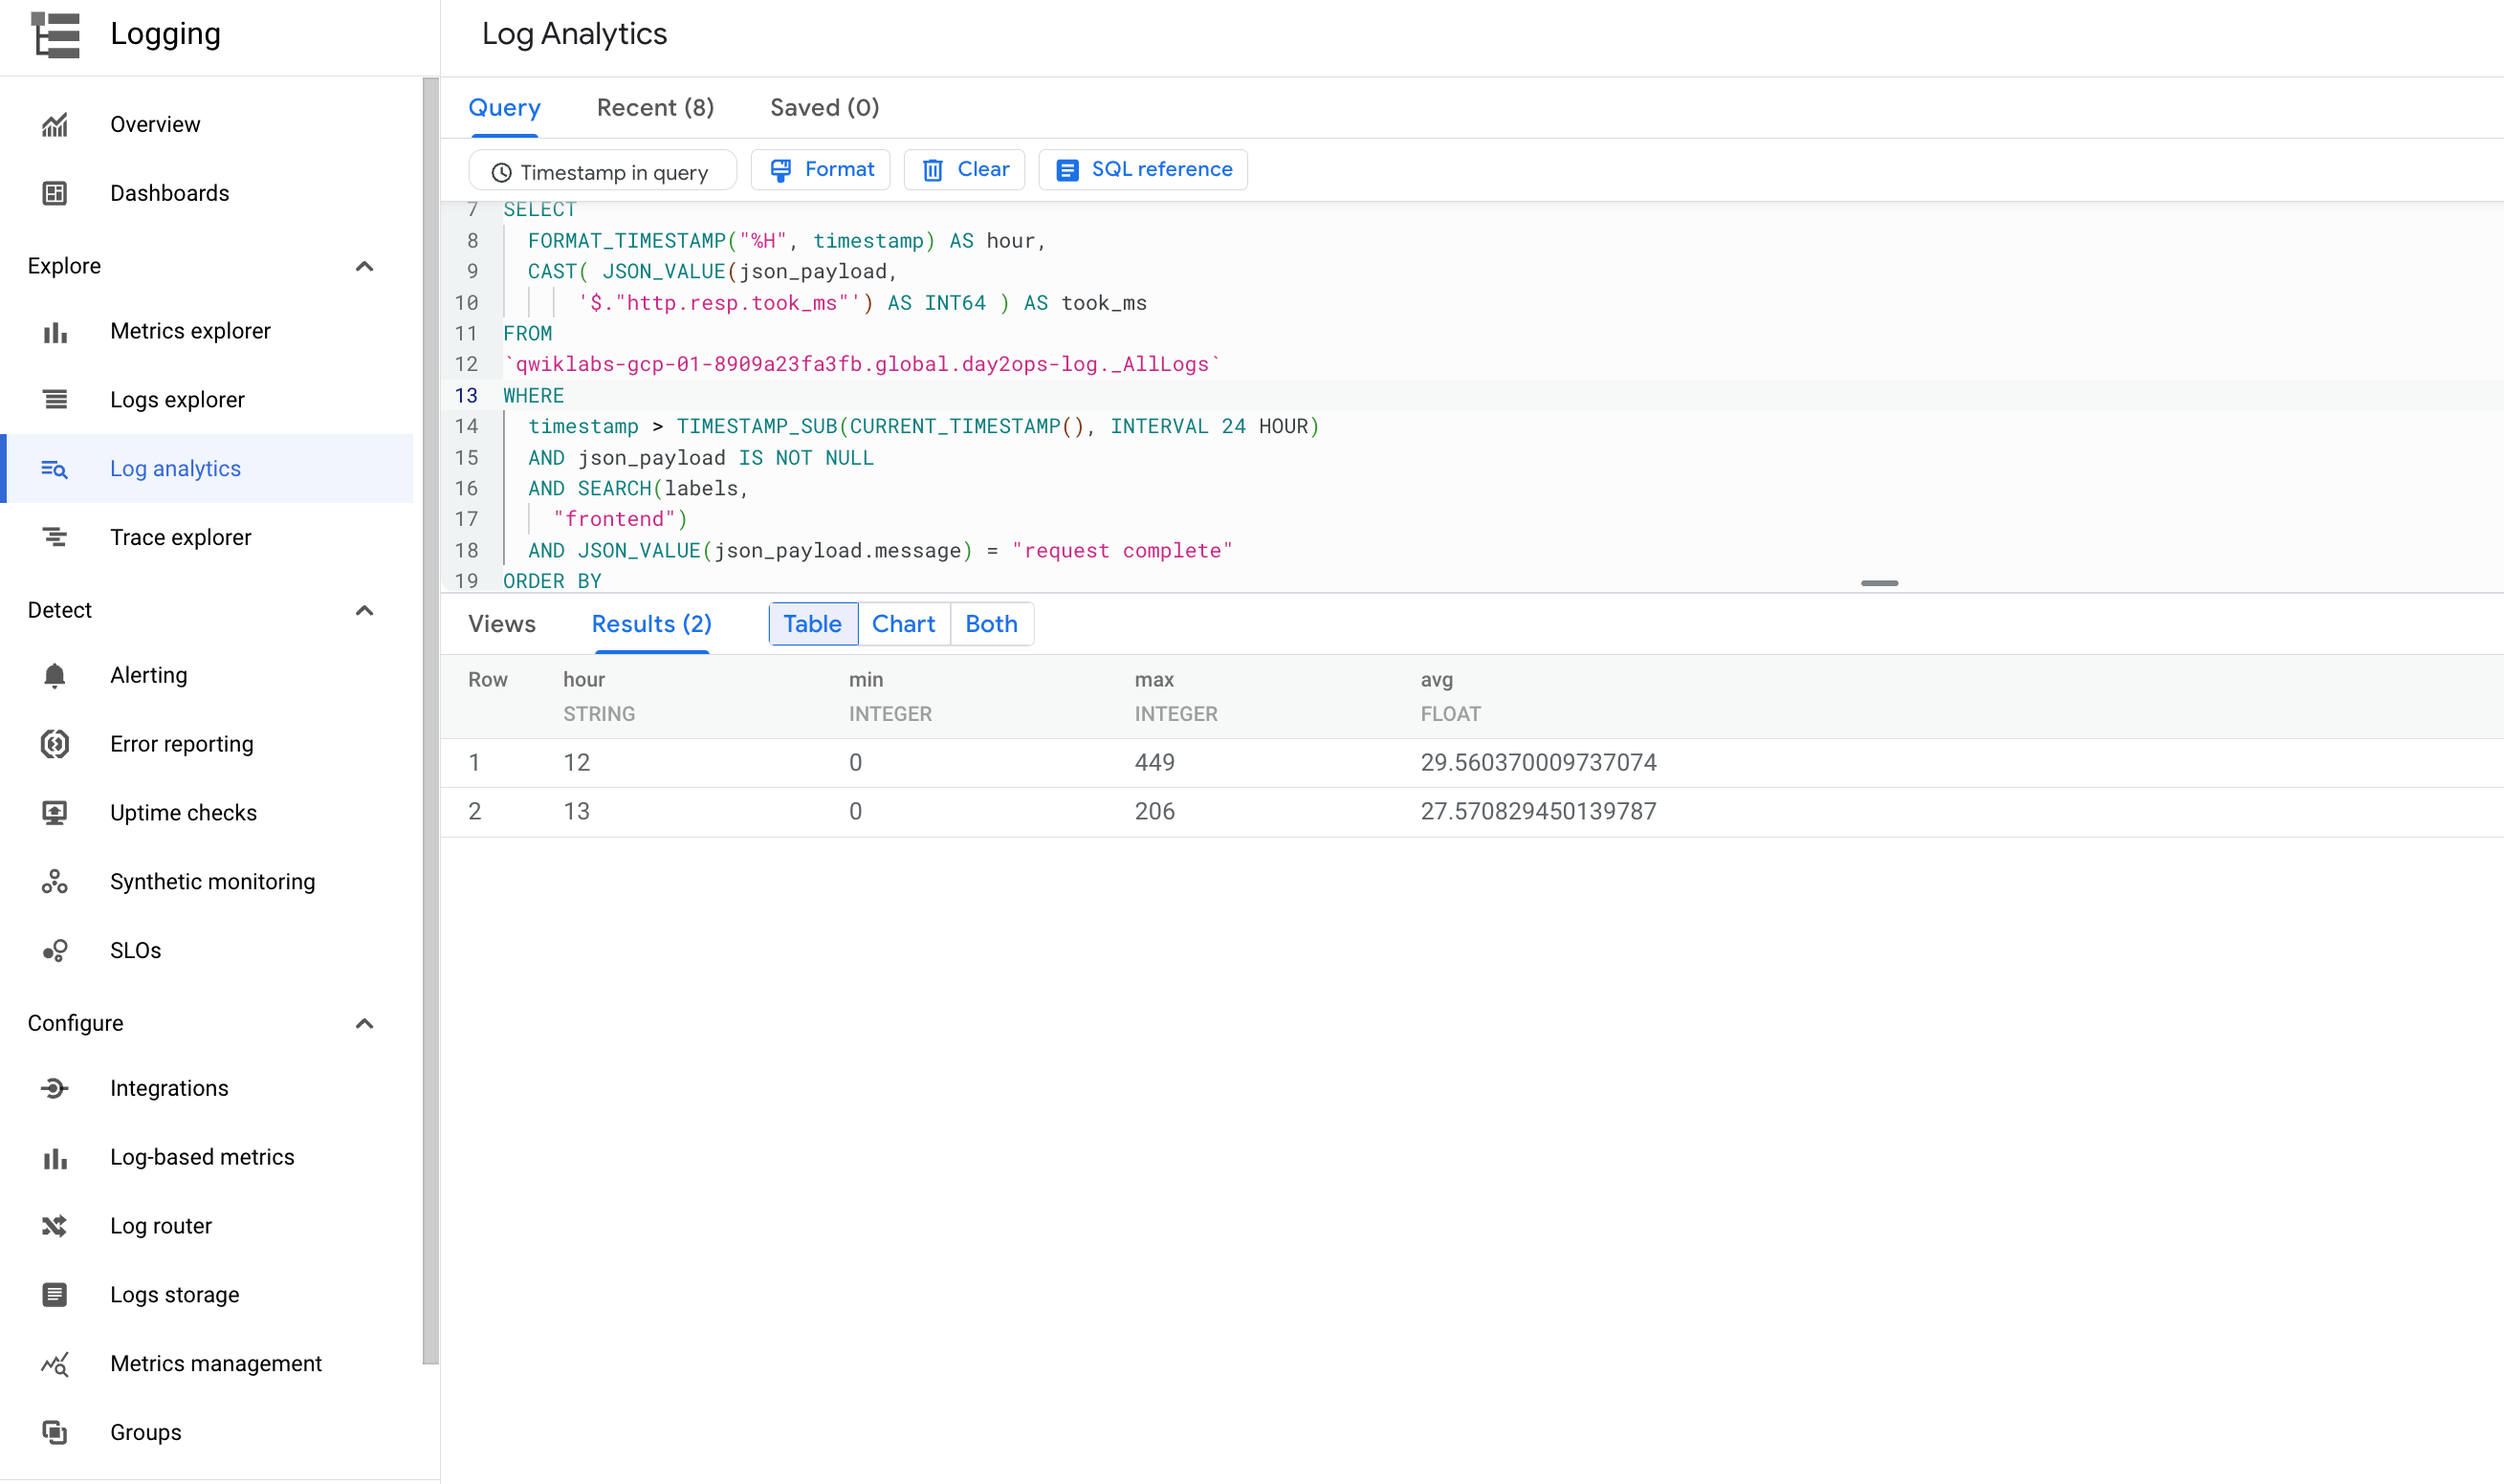 Logging
Overview
Dashboards
Explore
Metrics explorer
Logs explorer
Log analytics
Trace explorer
Detect
Alerting
Error reporting
Uptime checks
Synthetic monitoring
SLOs
Configure
Integrations
Log-based metrics
Log router
Logs storage
Metrics management
Groups
Log Analytics
Query Recent (8) Saved (0)
Timestamp in query Format Clear SQL reference
7 SELECT
8 FORMAT_TIMESTAMP("%H", timestamp) AS hour,
9 CAST( JSON_VALUE(json_payload,
10 '$."http.resp.took_ms"') AS INT64 ) AS took_ms
11 FROM
12 `qwiklabs-gcp-01-8909a23fa3fb.global.day2ops-log._AllLogs`
13 WHERE
14 timestamp > TIMESTAMP_SUB(CURRENT_TIMESTAMP(), INTERVAL 24 HOUR)
15 AND json_payload IS NOT NULL
16 AND SEARCH(labels,
17 "frontend")
18 AND JSON_VALUE(json_payload.message) = "request complete"
19 ORDER BY
Views Results (2) Table Chart Both
Row hour min max avg
STRING INTEGER INTEGER FLOAT
1 12 0 449 29.560370009737074
2 13 0 206 27.570829450139787